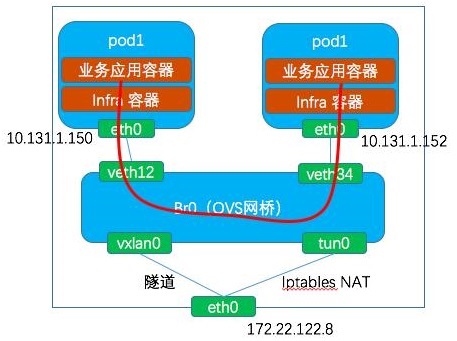 pod1
业务应用容器
Infra 容器
eth0
10.131.1.150
pod1
业务应用容器
Infra 容器
eth0
10.131.1.152
veth12
veth34
Br0（OVS网桥）
vxlan0
tun0
隧道
Iptables NAT
eth0
172.22.122.8